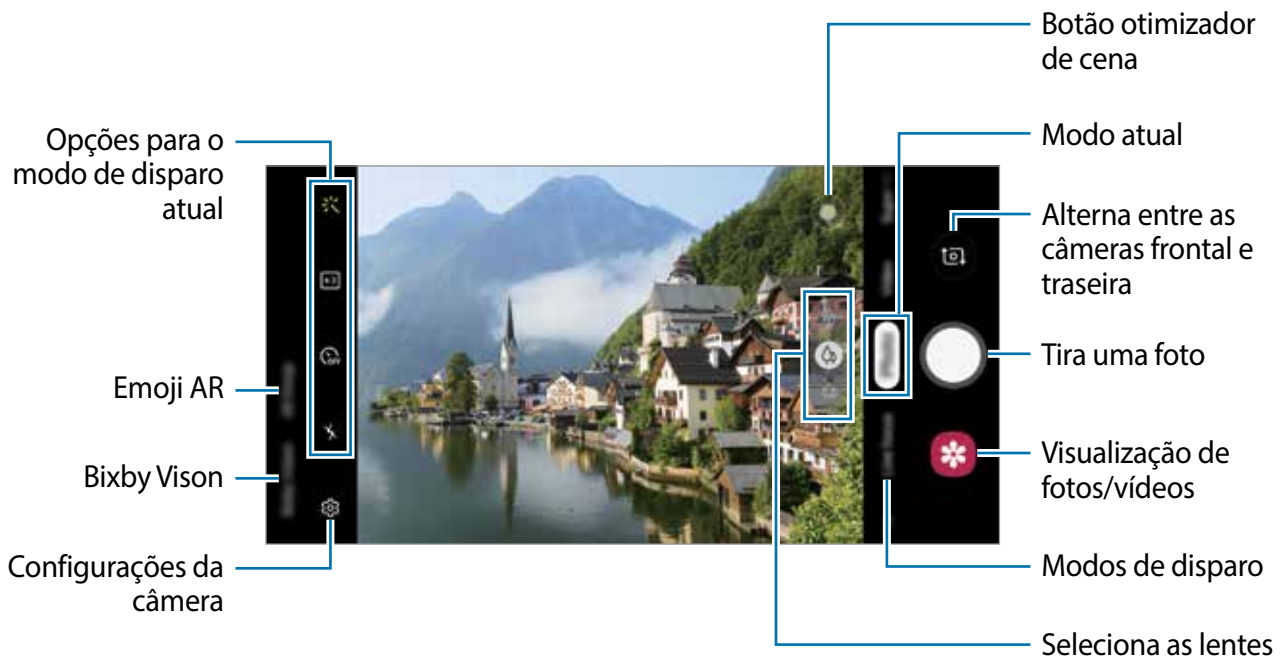 Botão otimizador
de cena
Opções para o
modo de disparo
atual
Modo atual
Alterna entre as
câmeras frontal e
traseira
Emoji AR
Tira uma foto
Bixby Vison
Visualização de
fotos/vídeos
Configurações da
câmera
Modos de disparo
Seleciona as lentes